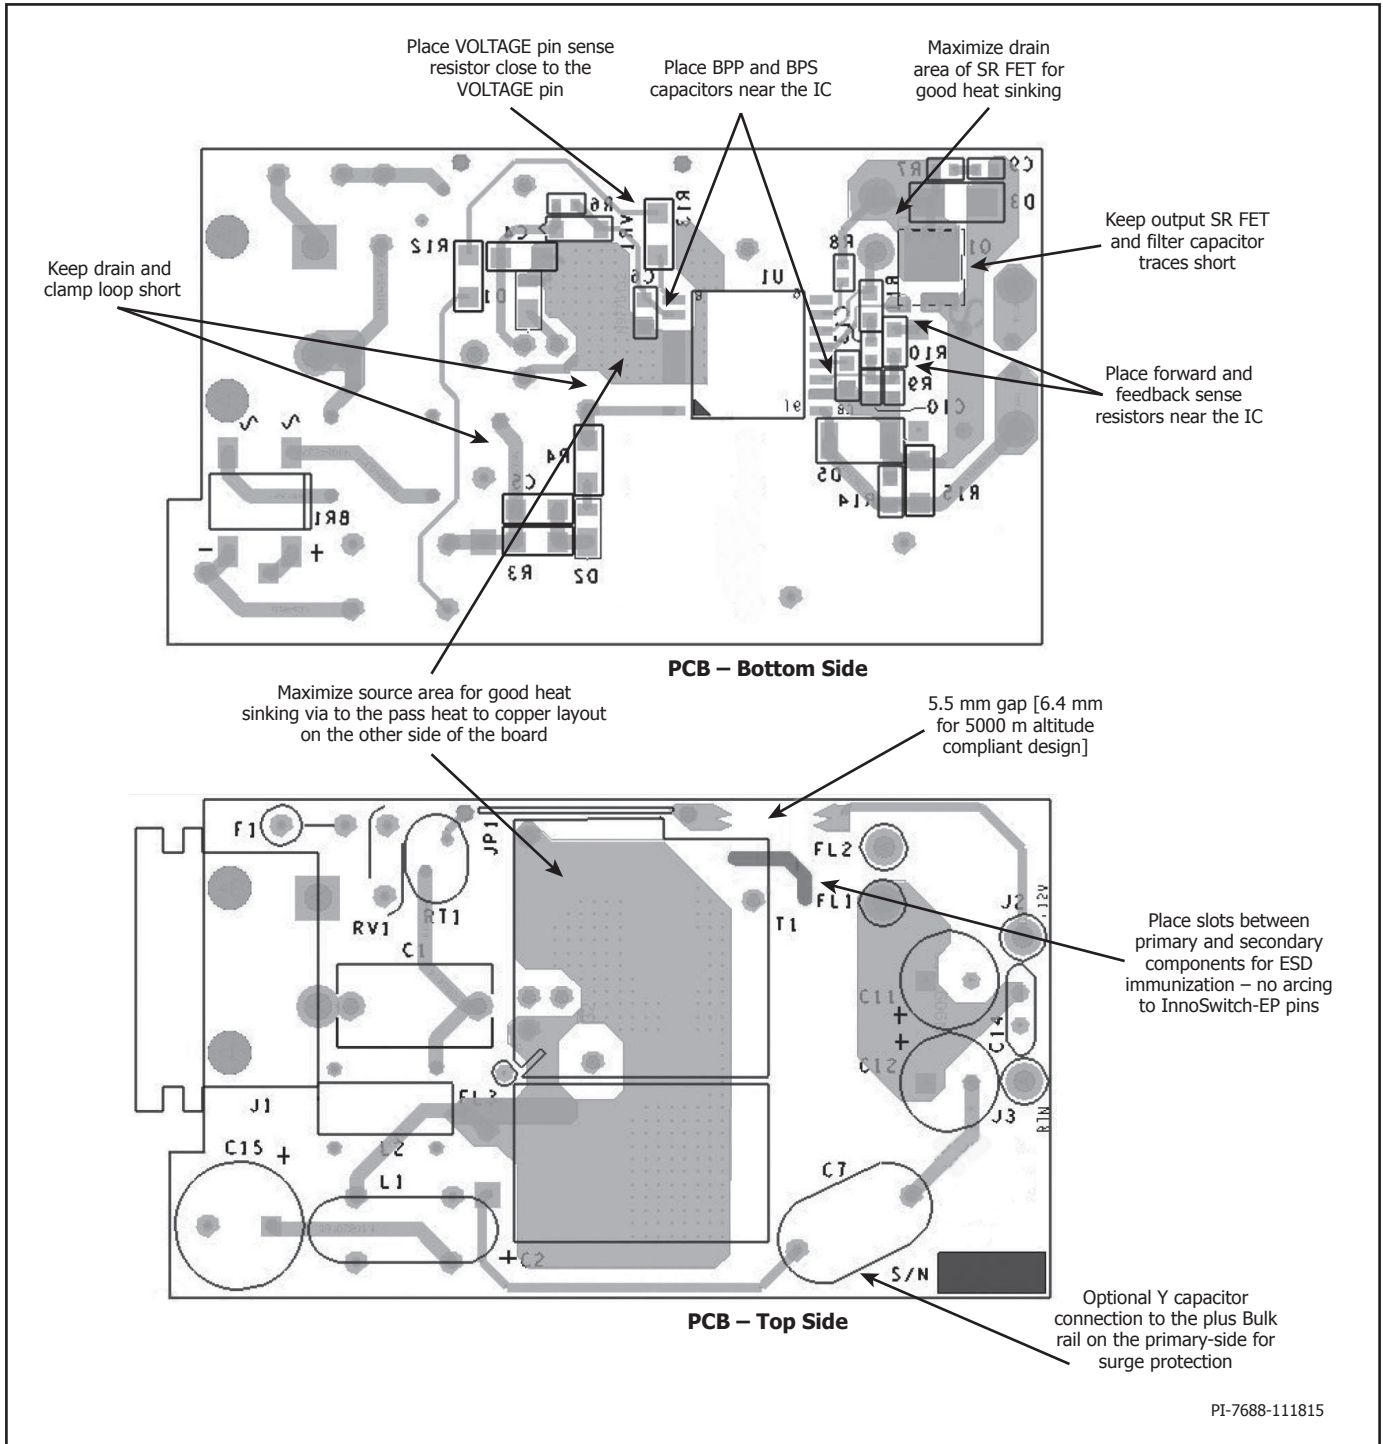 Place VOLTAGE pin sense
resistor close to the
VOLTAGE pin
Place BPP and BPS
capacitors near the IC
Maximize drain
area of SR FET for
good heat sinking
Keep output SR FET
and filter capacitor
traces short
Keep drain and
clamp loop short
Place forward and
feedback sense
resistors near the IC
R7
C9
D3
R6
VR1
R13
R12
C4
C6
U1
R8
Q1
R10
R9
C10
16
R4
D5
R14
R15
C5
BR1
-
+
R3
D2
PCB – Bottom Side
Maximize source area for good heat
sinking via to the pass heat to copper layout
on the other side of the board
5.5 mm gap [6.4 mm
for 5000 m altitude
compliant design]
F1
JP1
FL2
RV1
RT1
T1
FL1
J2
C1
Place slots between
primary and secondary
components for ESD
immunization – no arcing
to InnoSwitch-EP pins
C11
+
+
C12
C14
FL3
J1
J3
RTN
C15
+
L2
L1
C7
+
C2
S/N
PCB – Top Side
Optional Y capacitor
connection to the plus Bulk
rail on the primary-side for
surge protection
PI-7688-111815